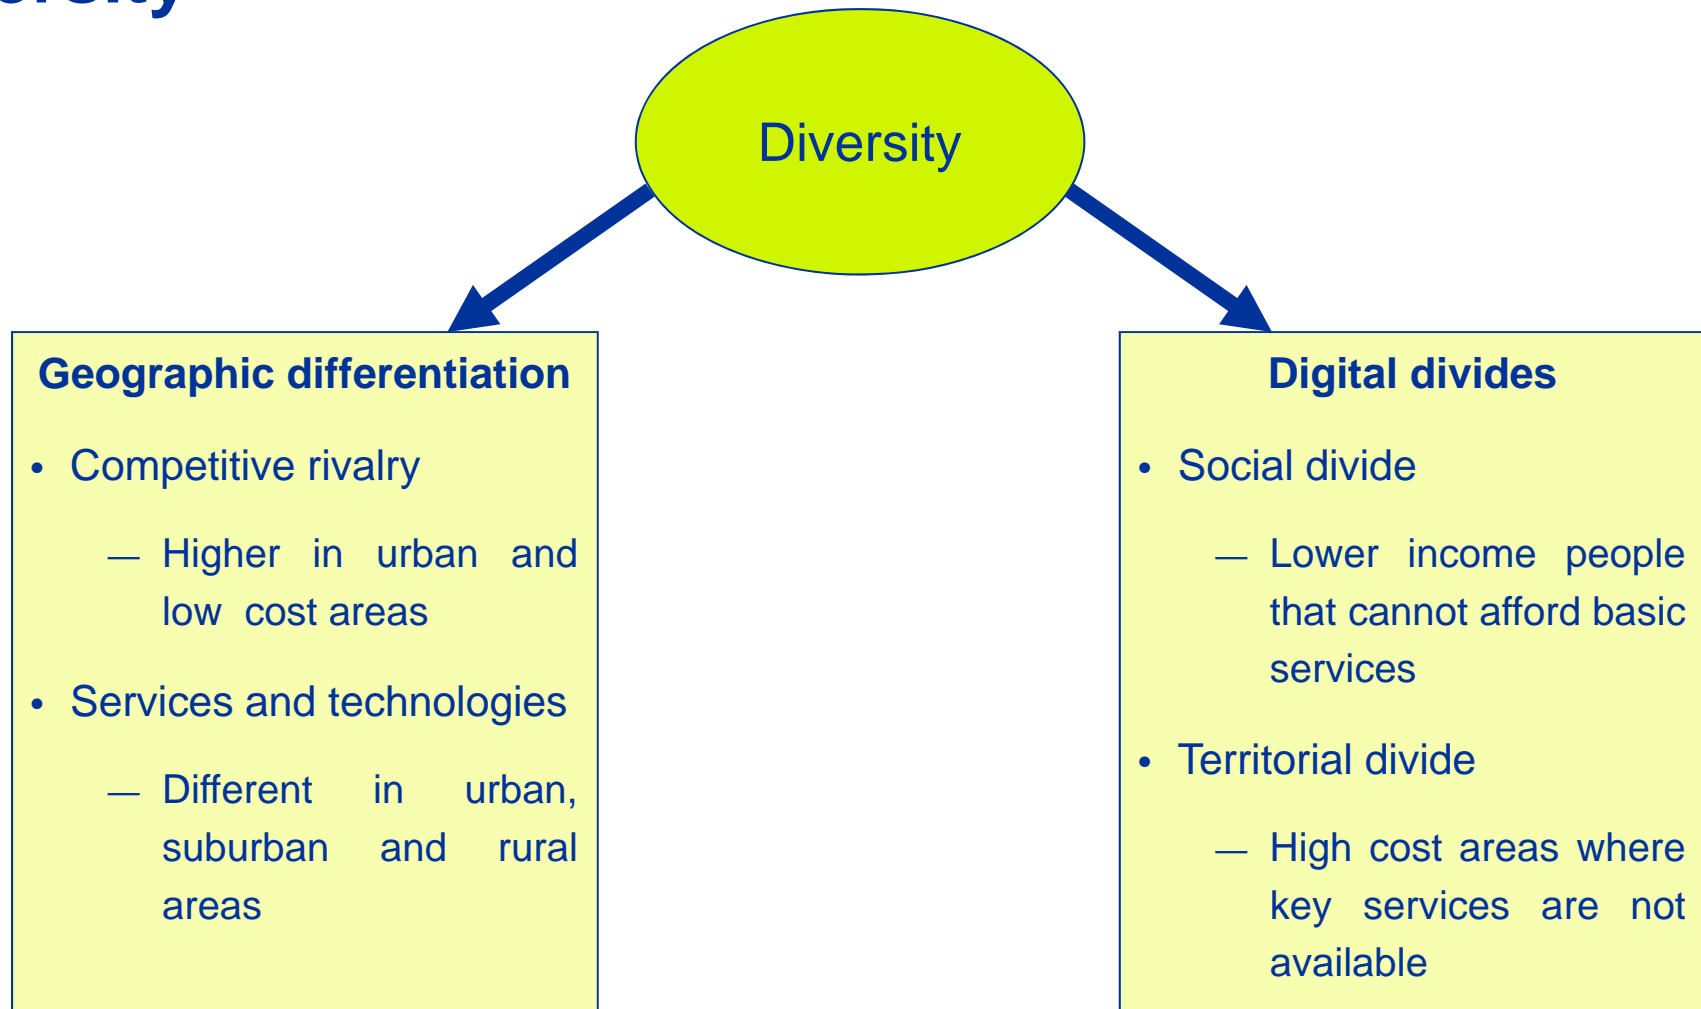 Diversity
Geographic differentiation
• Competitive rivalry
— Higher in urban and
low cost areas
• Services and technologies
— Different in urban,
suburban and rural
areas
Digital divides
• Social divide
— Lower income people
that cannot afford basic
services
• Territorial divide
— High cost areas where
key services are not
available